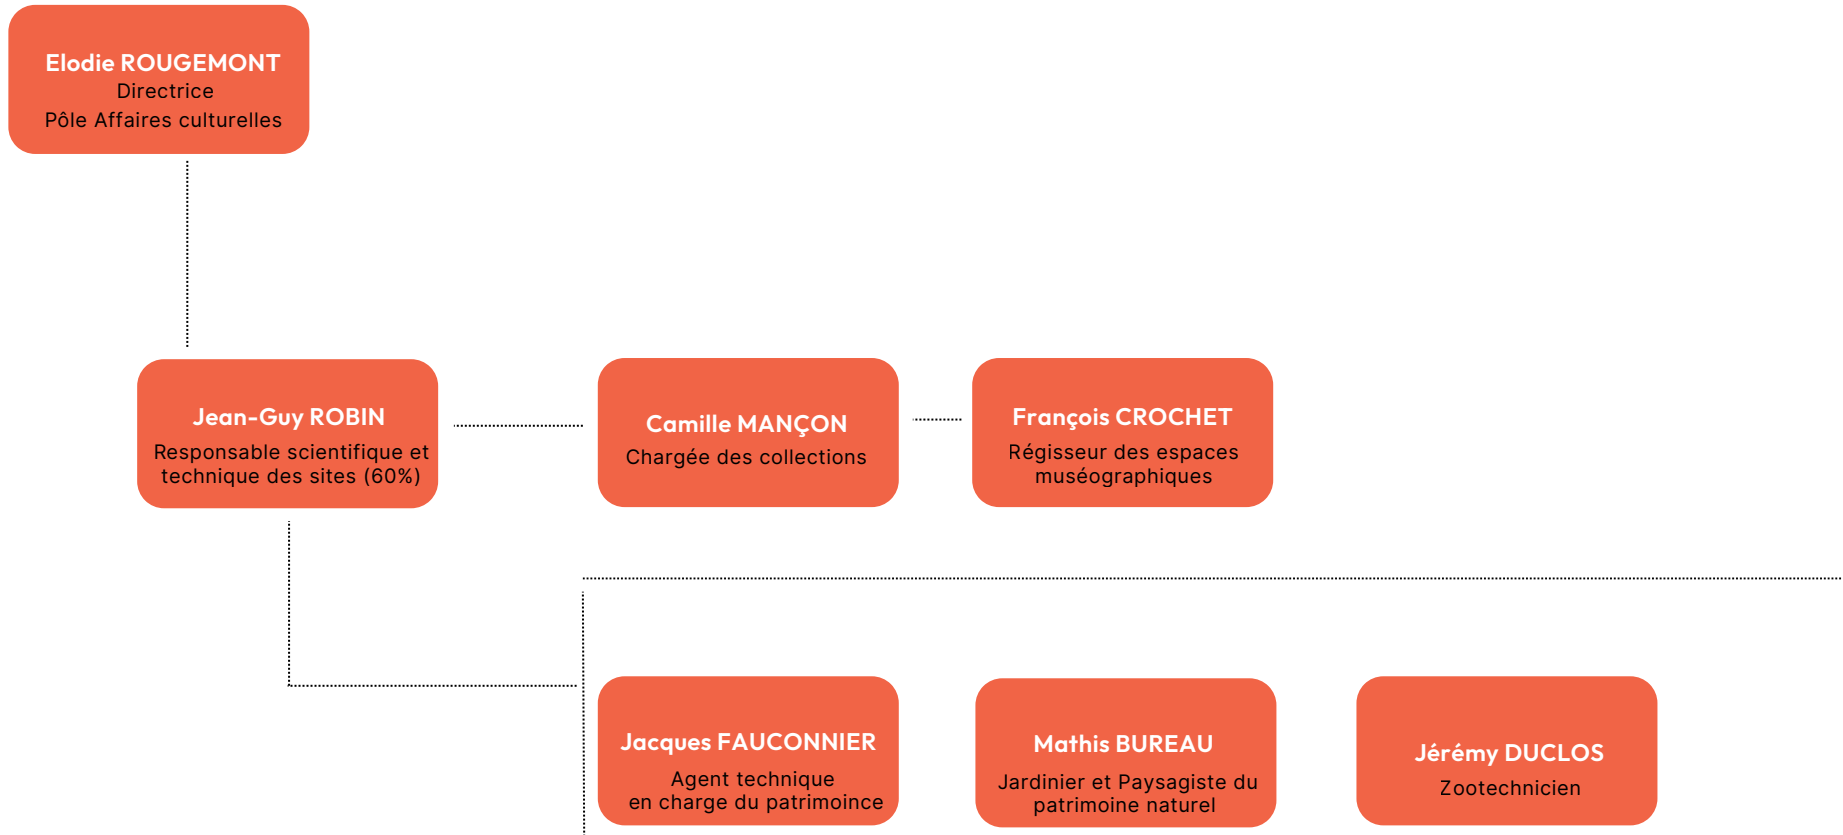 Elodie ROUGEMONT
Directrice
Pôle Affaires culturelles
Jean-Guy ROBIN
Responsable scientifique et
technique des sites (60%)
Camille MANÇON
Chargée des collections
François CROCHET
Régisseur des espaces
muséographiques
Jacques FAUCONNIER
Agent technique
en charge du patrimoince
Mathis BUREAU
Jardinier et Paysagiste du
patrimoine naturel
Jérémy DUCLOS
Zootechnicien